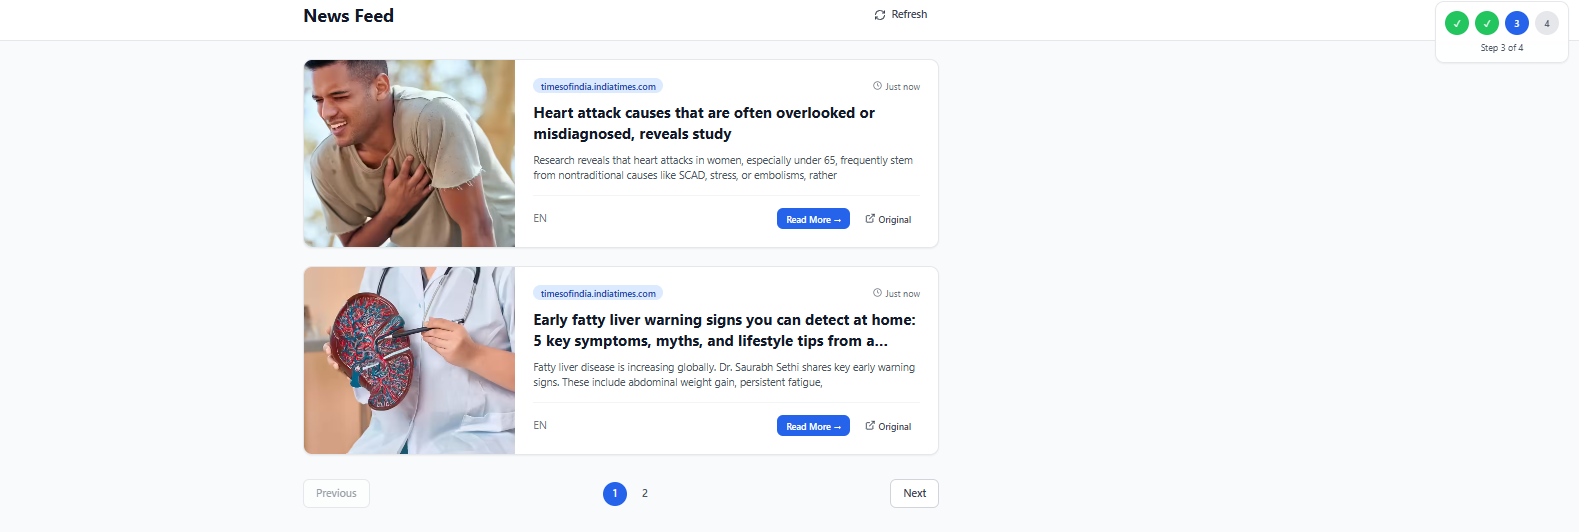 News Feed
Refresh
✓ ✓ 3 4
Step 3 of 4
timesofindia.indiatimes.com
Just now
Heart attack causes that are often overlooked or
misdiagnosed, reveals study
Research reveals that heart attacks in women, especially under 65, frequently stem
from nontraditional causes like SCAD, stress, or embolisms, rather
EN
Read More →
Original
timesofindia.indiatimes.com
Just now
Early fatty liver warning signs you can detect at home:
5 key symptoms, myths, and lifestyle tips from a...
Fatty liver disease is increasing globally. Dr. Saurabh Sethi shares key early warning
signs. These include abdominal weight gain, persistent fatigue,
EN
Read More →
Original
Previous
1 2
Next